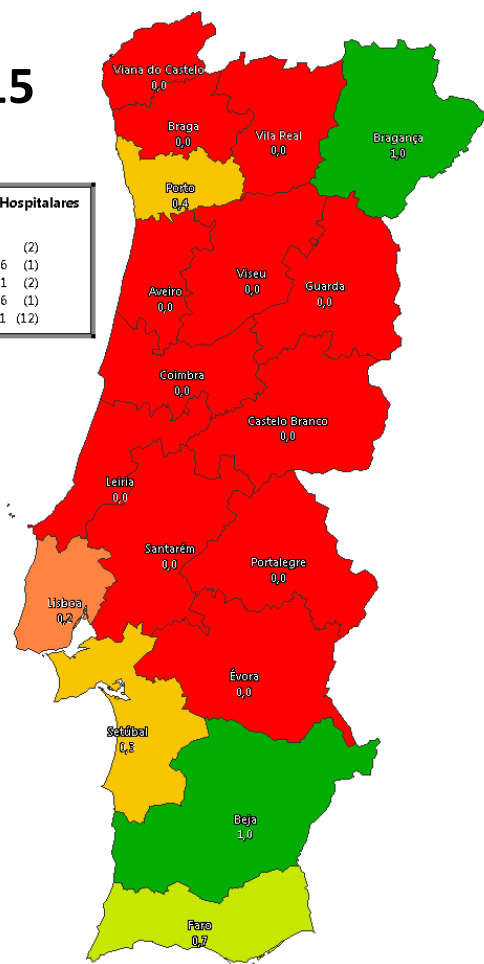 .15
Hospitalares
(2)
6 (1)
1 (2)
6 (1)
1 (12)
Viana do Castelo
0,0
Braga
0,0
Vila Real
0,0
Bragança
1,0
Porto
0,4
Aveiro
0,0
Viseu
0,0
Guarda
0,0
Coimbra
0,0
Castelo Branco
0,0
Leiria
0,0
Santarém
0,0
Portalegre
0,0
Lisboa
0,2
Évora
0,0
Setúbal
0,3
Beja
1,0
Faro
0,7